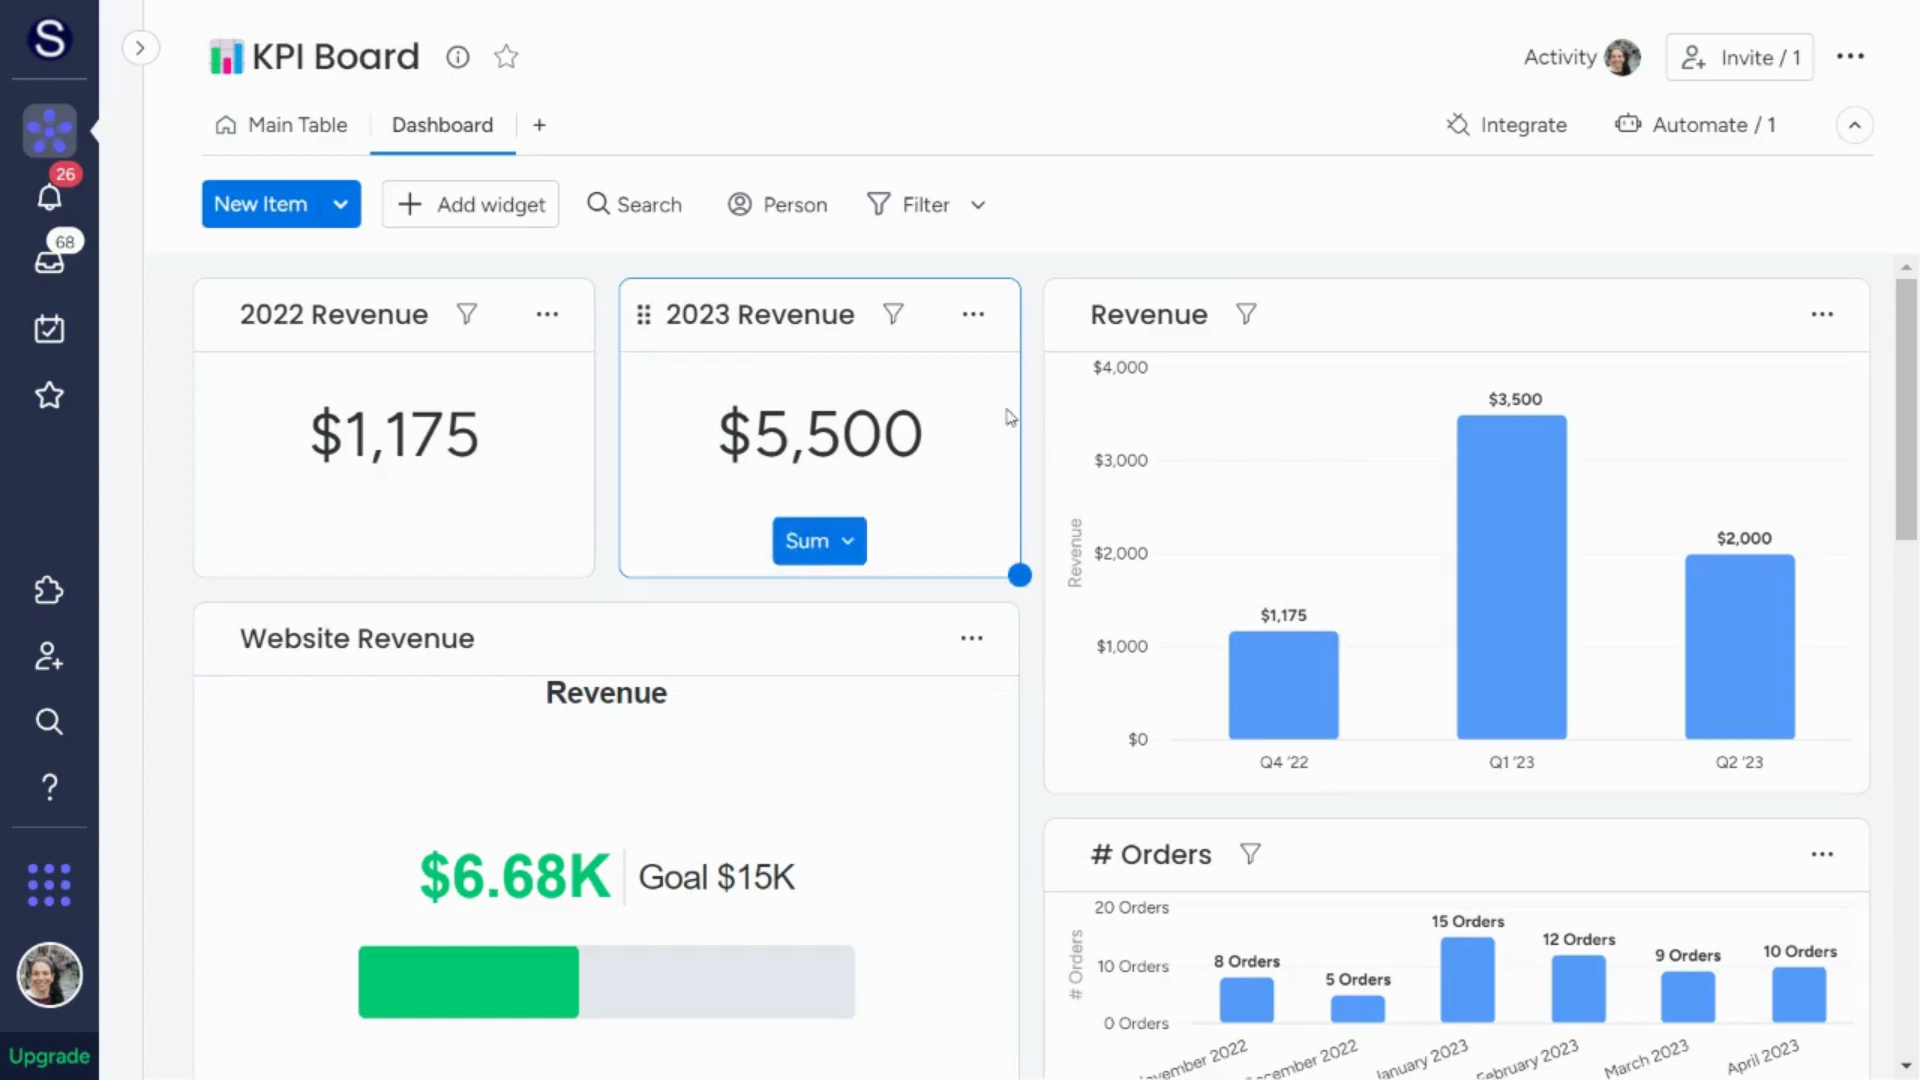 S
KPI Board
Activity
Invite / 1
Main Table
Dashboard
+
Integrate
Automate / 1
26
68
New Item
Add widget
Search
Person
Filter
2022 Revenue
$1,175
2023 Revenue
$5,500
Sum
Revenue
$4,000
$3,000
$2,000
$1,000
$0
Revenue
$1,175
$3,500
$2,000
Q4 '22
Q1 '23
Q2 '23
Website Revenue
Revenue
$6.68K
Goal $15K
# Orders
20 Orders
10 Orders
0 Orders
# Orders
8 Orders
5 Orders
15 Orders
12 Orders
9 Orders
10 Orders
2022
2022
January 2023
February 2023
March 2023
April 2023
?
Upgrade